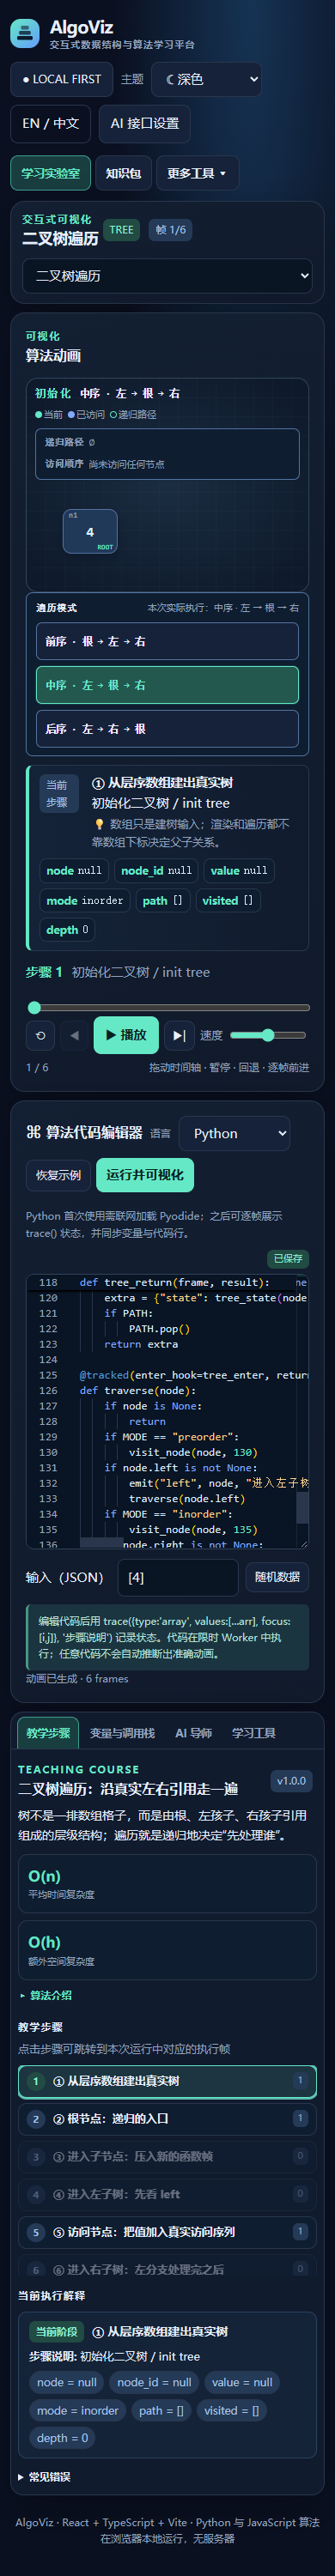 AlgoViz
交互式数据结构与算法学习平台
● LOCAL FIRST 主题 ☾ 深色
EN / 中文 AI 接口设置
学习实验室 知识包 更多工具 ▼
交互式可视化
二叉树遍历 TREE 帧 1/6
二叉树遍历
可视化
算法动画
初始化 中序 · 左 → 根 → 右
当前 已访问 递归路径
递归路径 ∅
访问顺序 尚未访问任何节点
n1
4
ROOT
遍历模式 本次实际执行：中序 · 左 → 根 → 右
前序 · 根 → 左 → 右
中序 · 左 → 根 → 右
后序 · 左 → 右 → 根
当前步骤 ① 从层序数组建出真实树
初始化二叉树 / init tree
💡 数组只是建树输入；渲染和遍历都不
靠数组下标决定父子关系。
node null node_id null value null
mode inorder path [] visited []
depth 0
步骤 1 初始化二叉树 / init tree
⟲ ◀ ▶ 播放 ▶| 速度
1 / 6 拖动时间轴 · 暂停 · 回退 · 逐帧前进
⌘ 算法代码编辑器 语言 Python
恢复示例 运行并可视化
Python 首次使用需联网加载 Pyodide；之后可逐帧展示
trace() 状态，并同步变量与代码行。
已保存
118 def tree_return(frame, result):
120 extra = {"state": tree_state(node
121 if PATH:
122 PATH.pop()
123 return extra
124
125 @tracked(enter_hook=tree_enter, retur
126 def traverse(node):
127 if node is None:
128 return
129 if MODE == "preorder":
130 visit_node(node, 130)
131 if node.left is not None:
132 emit("left", node, "进入左子树
133 traverse(node.left)
134 if MODE == "inorder":
135 visit_node(node, 135)
136 node.right is not None:
输入（JSON） [4] 随机数据
编辑代码后用 trace({type:'array', values:[...arr], focus:
[i,j]}, '步骤说明') 记录状态。代码在限时 Worker 中执
行；任意代码不会自动推断出准确动画。
动画已生成 · 6 frames
教学步骤 变量与调用栈 AI 导师 学习工具
TEACHING COURSE
二叉树遍历：沿真实左右引用走一遍 v1.0.0
树不是一排数组格子，而是由根、左孩子、右孩子引用
组成的层级结构；遍历就是递归地决定“先处理谁”。
O(n)
平均时间复杂度
O(h)
额外空间复杂度
▸ 算法介绍
教学步骤
点击步骤可跳转到本次运行中对应的执行帧
1 ① 从层序数组建出真实树 1
2 ② 根节点：递归的入口 1
3 ③ 进入子节点：压入新的函数帧 0
4 ④ 进入左子树：先看 left 0
5 ⑤ 访问节点：把值加入真实访问序列 1
6 ⑥ 进入右子树：左分支处理完之后 0
当前执行解释
当前阶段 ① 从层序数组建出真实树
步骤说明: 初始化二叉树 / init tree
node = null node_id = null value = null
mode = inorder path = [] visited = []
depth = 0
▸ 常见错误
AlgoViz · React + TypeScript + Vite · Python 与 JavaScript 算法
在浏览器本地运行，无服务器